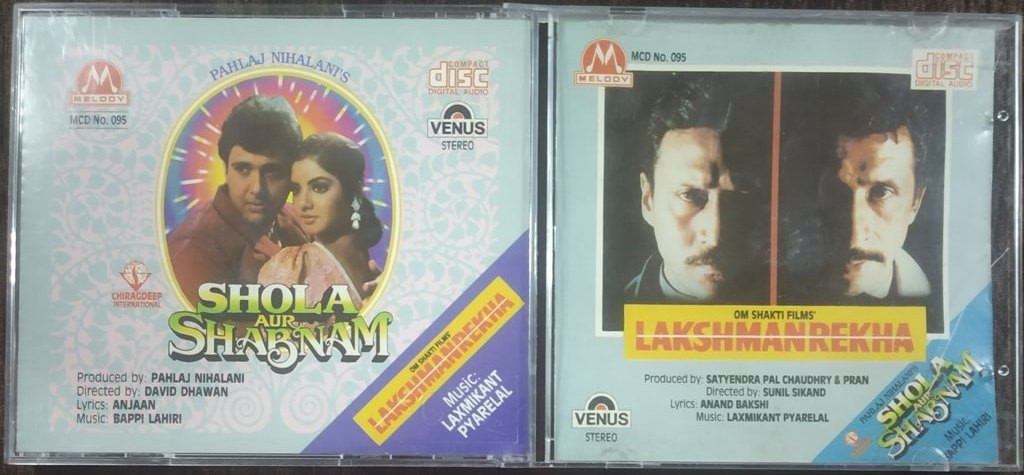 PAHLAJ NIHALANI'S
M
MELODY
MCD No. 095
COMPACT
disc
DIGITAL AUDIO
VENUS
STEREO
CHIRAGDEEP
INTERNATIONAL
SHOLA
AUR
SHABNAM
Produced by: PAHLAJ NIHALANI
Directed by: DAVID DHAWAN
Lyrics: ANJAAN
Music: BAPPI LAHIRI
OM SHAKTI FILMS'
LAKSHMANREKHA
MUSIC:
LAXMIKANT
PYARELAL
M
MELODY
MCD No. 095
COMPACT
disc
DIGITAL AUDIO
OM SHAKTI FILMS'
LAKSHMANREKHA
Produced by: SATYENDRA PAL CHAUDHRY & PRAN
Directed by: SUNIL SIKAND
Lyrics: ANAND BAKSHI
Music: LAXMIKANT PYARELAL
VENUS
STEREO
PAHLAJ NIHALANI'S
SHOLA
AUR
SHABNAM
MUSIC:
BAPPI LAHIRI